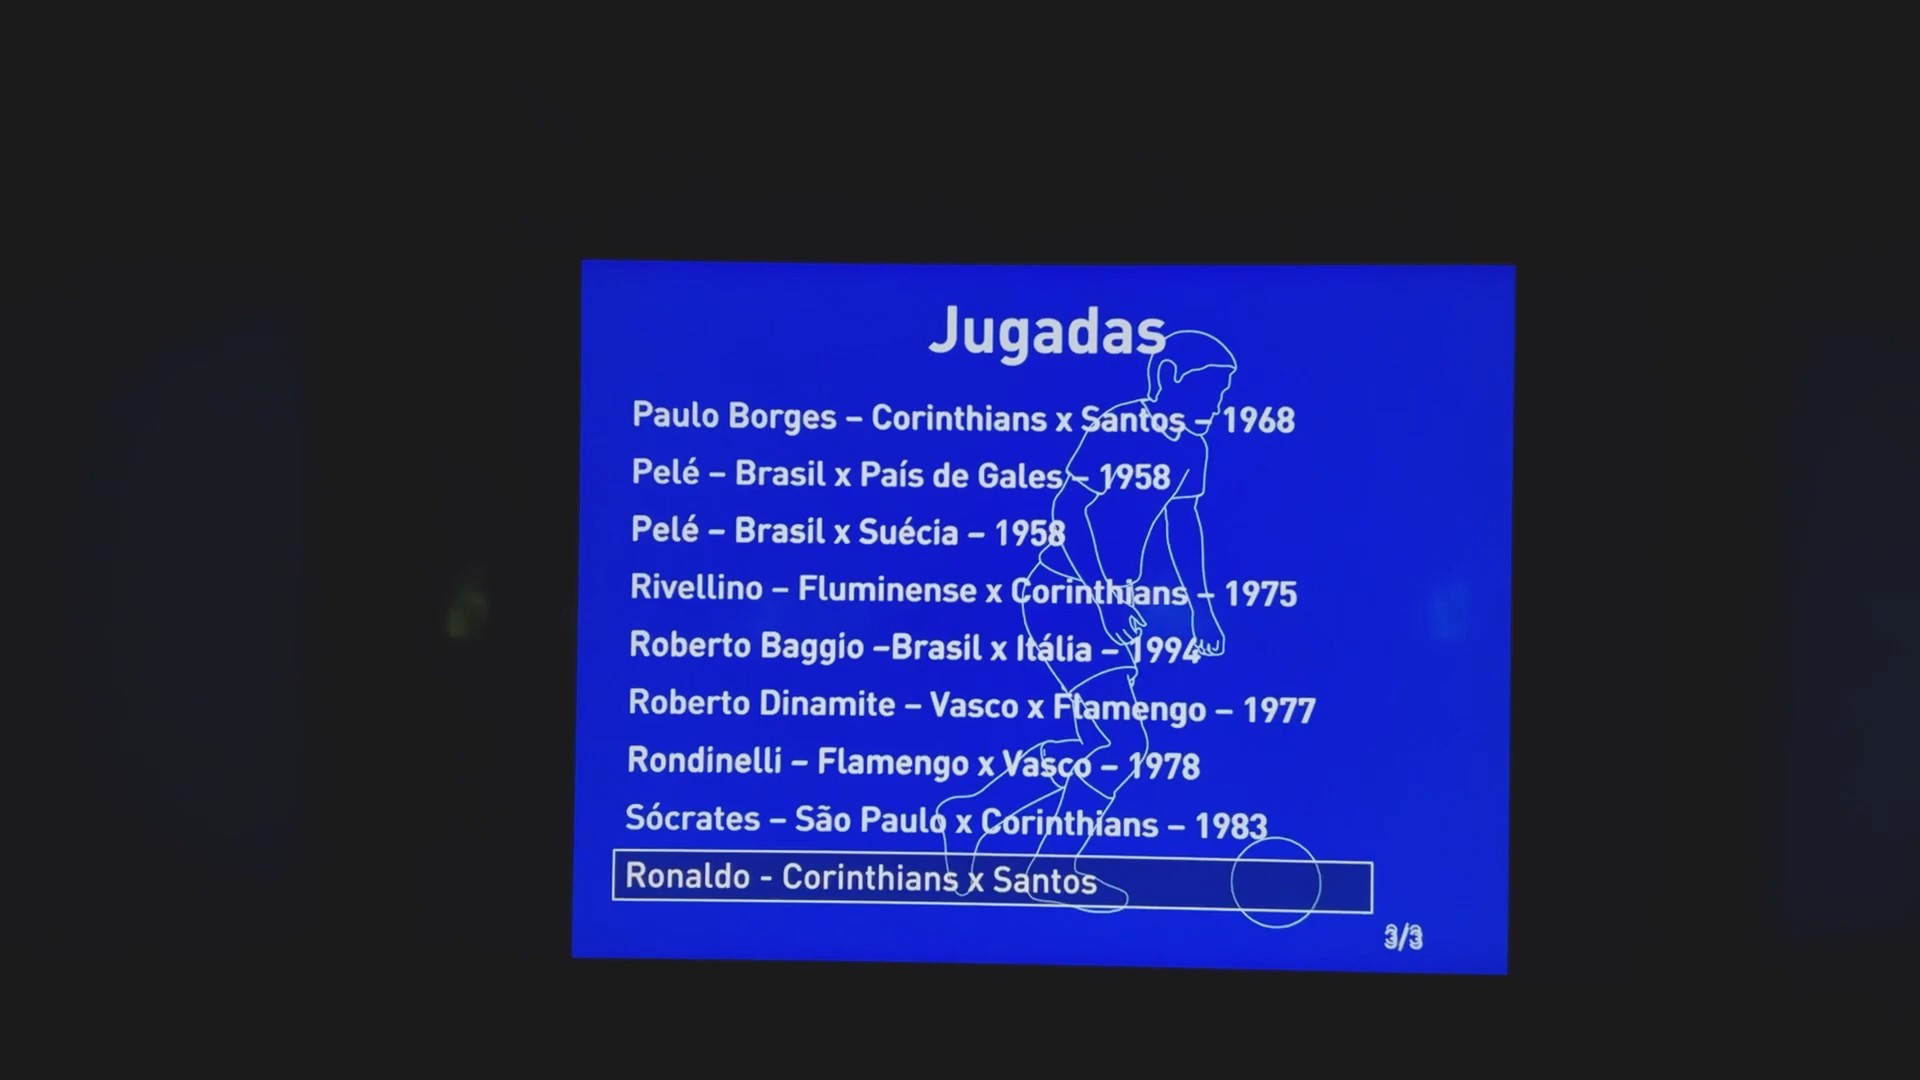 Jugadas
Paulo Borges – Corinthians x Santos – 1968
Pelé – Brasil x País de Gales – 1958
Pelé – Brasil x Suécia – 1958
Rivellino – Fluminense x Corinthians – 1975
Roberto Baggio –Brasil x Itália – 1994
Roberto Dinamite – Vasco x Flamengo – 1977
Rondinelli – Flamengo x Vasco – 1978
Sócrates – São Paulo x Corinthians – 1983
Ronaldo - Corinthians x Santos
3/3